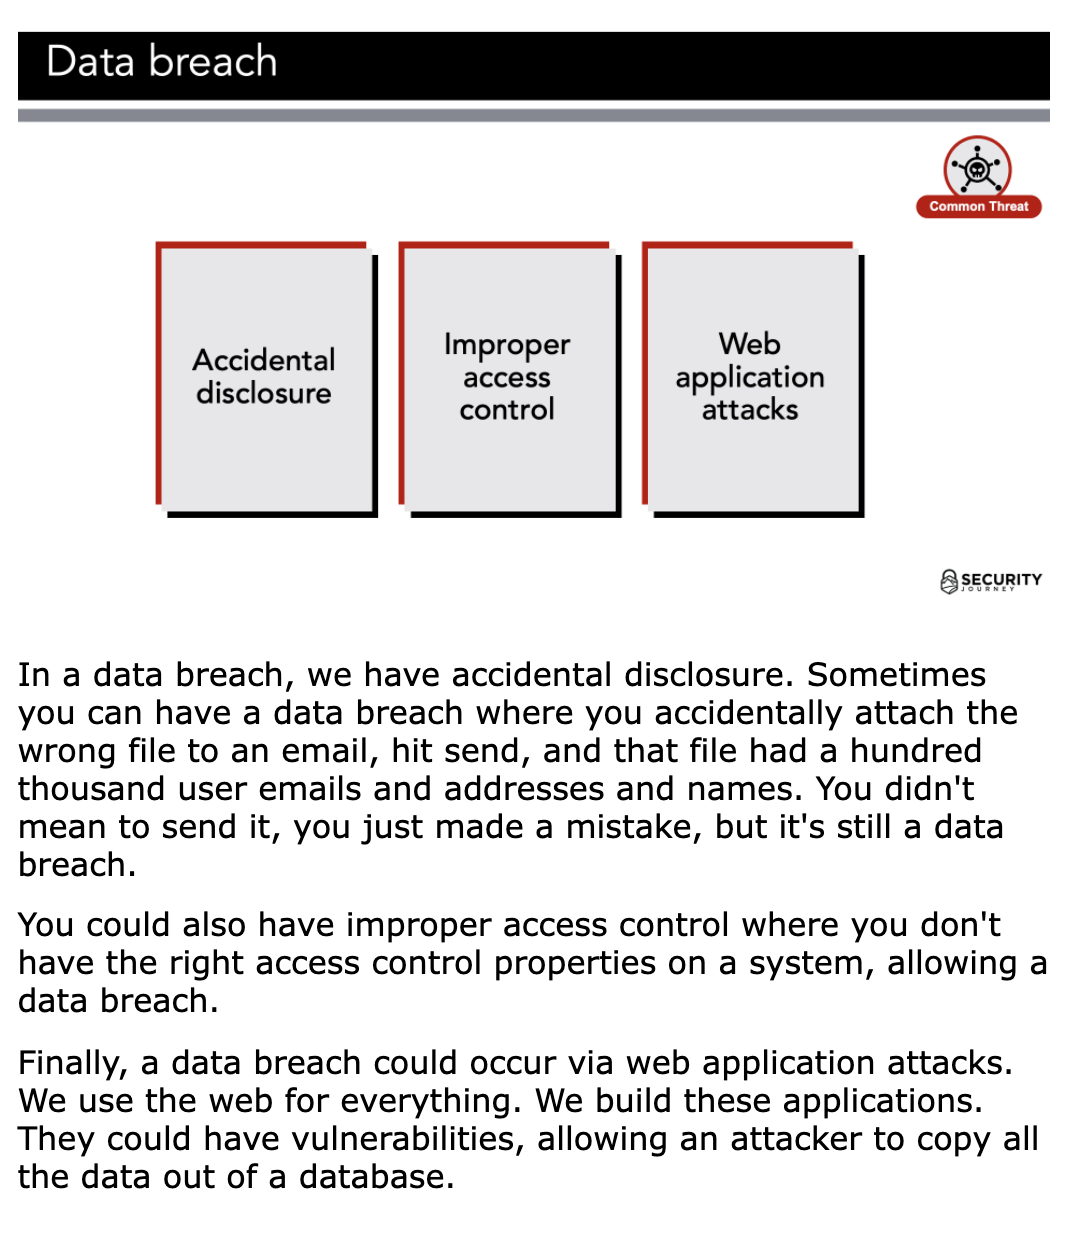 Data breach
Common Threat
Accidental
disclosure
Improper
access
control
Web
application
attacks
SECURITY
JOURNEY
In a data breach, we have accidental disclosure. Sometimes
you can have a data breach where you accidentally attach the
wrong file to an email, hit send, and that file had a hundred
thousand user emails and addresses and names. You didn't
mean to send it, you just made a mistake, but it's still a data
breach.
You could also have improper access control where you don't
have the right access control properties on a system, allowing a
data breach.
Finally, a data breach could occur via web application attacks.
We use the web for everything. We build these applications.
They could have vulnerabilities, allowing an attacker to copy all
the data out of a database.